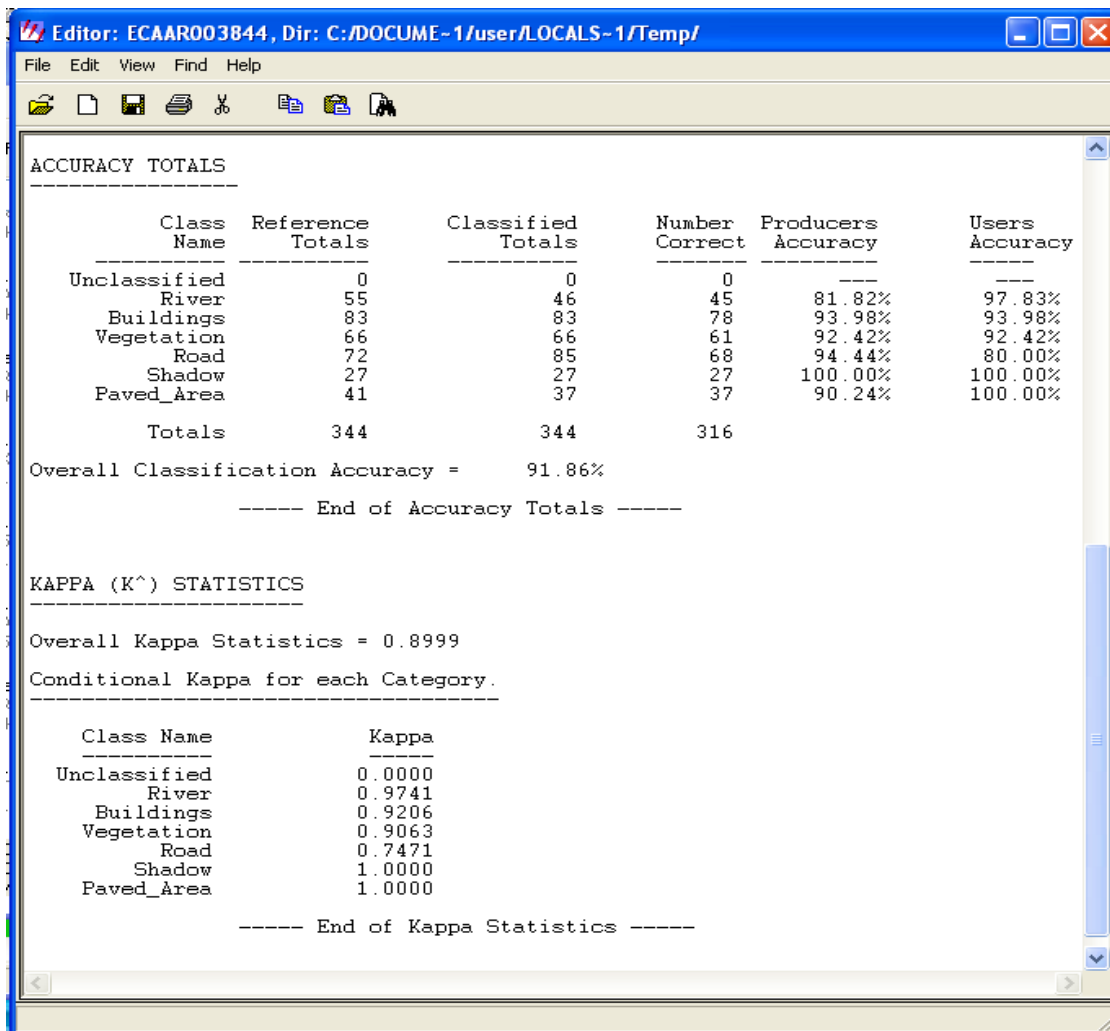 Editor: ECAAR003844, Dir: C:/DOCUME~1/user/LOCALS~1/Temp/
File Edit View Find Help
ACCURACY TOTALS
----------------
Class Reference Classified Number Producers Users
Name Totals Totals Correct Accuracy Accuracy
---------- ---------- ---------- ------- --------- -----
Unclassified 0 0 0 --- ---
River 55 46 45 81.82% 97.83%
Buildings 83 83 78 93.98% 93.98%
Vegetation 66 66 61 92.42% 92.42%
Road 72 85 68 94.44% 80.00%
Shadow 27 27 27 100.00% 100.00%
Paved_Area 41 37 37 90.24% 100.00%
Totals 344 344 316
Overall Classification Accuracy = 91.86%
----- End of Accuracy Totals -----
KAPPA (K^) STATISTICS
---------------------
Overall Kappa Statistics = 0.8999
Conditional Kappa for each Category.
------------------------------------
Class Name Kappa
---------- -----
Unclassified 0.0000
River 0.9741
Buildings 0.9206
Vegetation 0.9063
Road 0.7471
Shadow 1.0000
Paved_Area 1.0000
----- End of Kappa Statistics -----